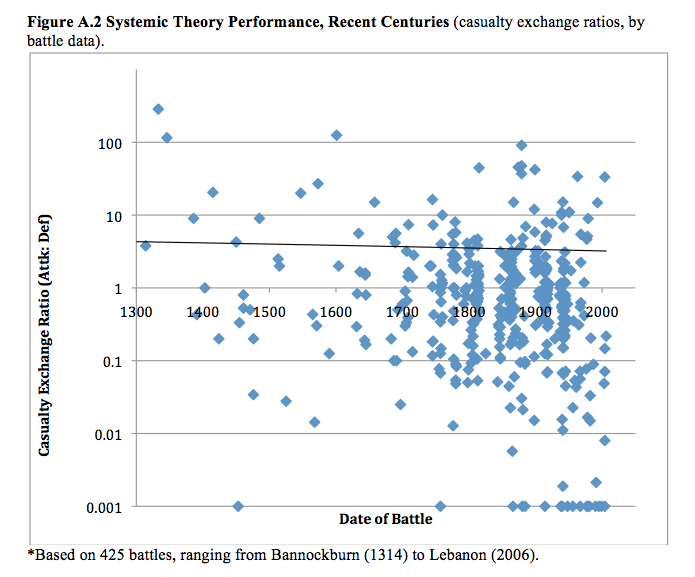 Figure A.2 Systemic Theory Performance, Recent Centuries (casualty exchange ratios, by
battle data).
Casualty Exchange Ratio (Attk: Def)
100
10
1
1300 1400 1500 1600 1700 1800 1900 2000
0.1
0.01
0.001
Date of Battle
*Based on 425 battles, ranging from Bannockburn (1314) to Lebanon (2006).